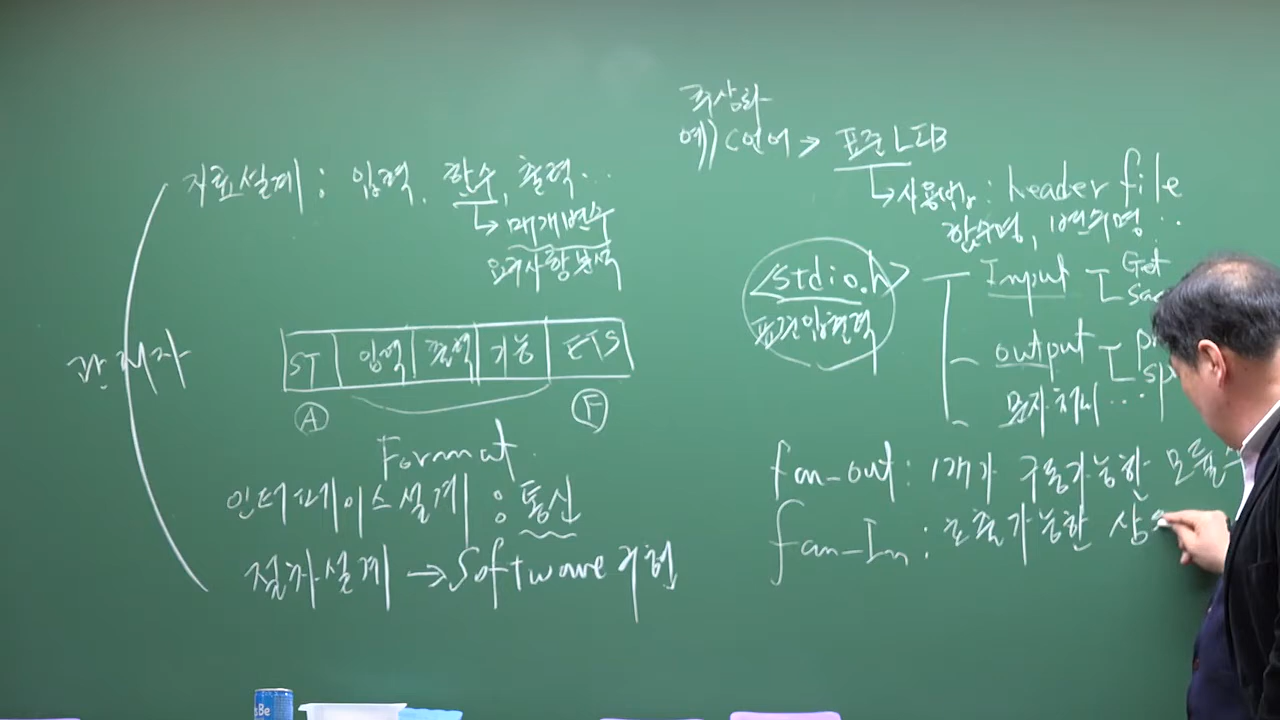 자료설계 : 입력, 함수, 출력...
↳ 매개변수
요구사항분석
관리자
ST 입력 출력 기능 ETS
A F
Format
인터페이스설계 : 통신
절차설계 → Software 구현
추상화
예)) C언어 > 표준LIB
↳ 사용방법 : header file
함수명, 변수명 ...
<stdio.h>
표준입출력
Input Get
output
문자처리 ...
fan-out : 1개가 구동가능한 모듈
fan-In : 호출가능한